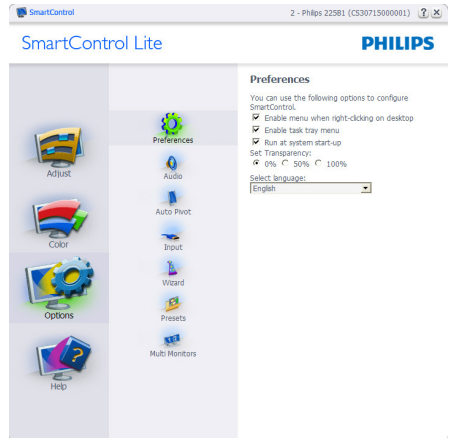 SmartControl
2 - Philips 225B1 (CS30715000001)
SmartControl Lite
PHILIPS
Adjust
Color
Options
Help
Preferences
Audio
Auto Pivot
Input
Wizard
Presets
Multi Monitors
Preferences
You can use the following options to configure
SmartControl.
Enable menu when right-clicking on desktop
Enable task tray menu
Run at system start-up
Set Transparency:
0% 50% 100%
Select language:
English